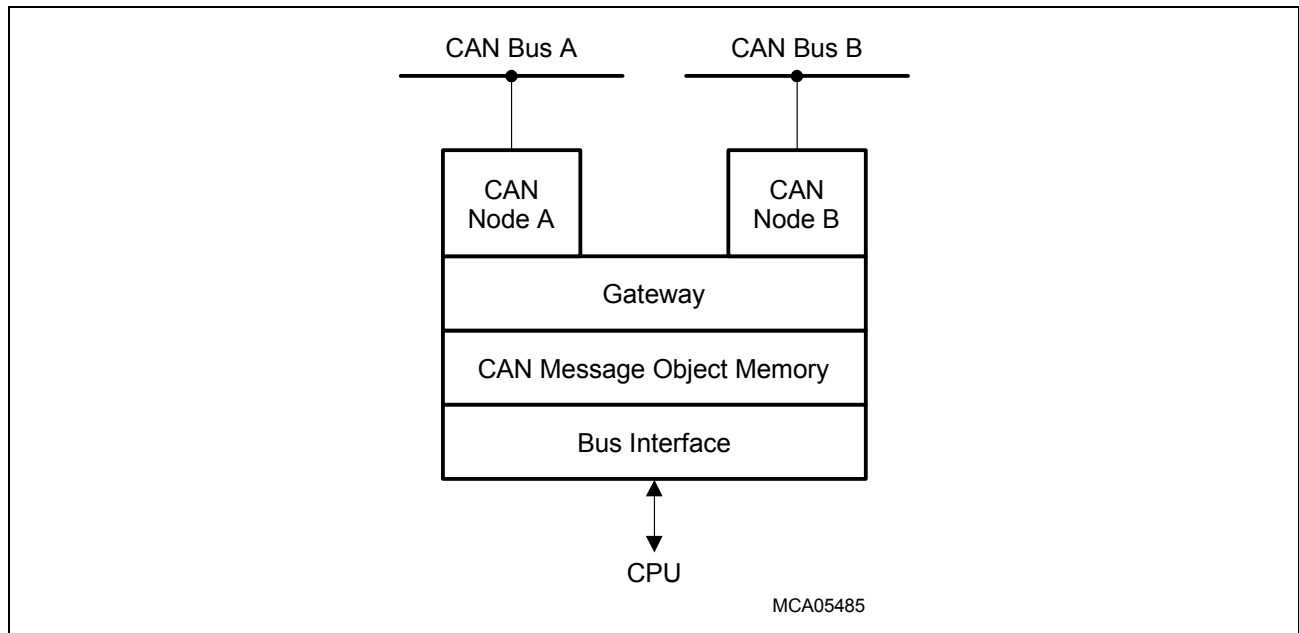 CAN Bus A
CAN Bus B
CAN
Node A
CAN
Node B
Gateway
CAN Message Object Memory
Bus Interface
CPU
MCA05485